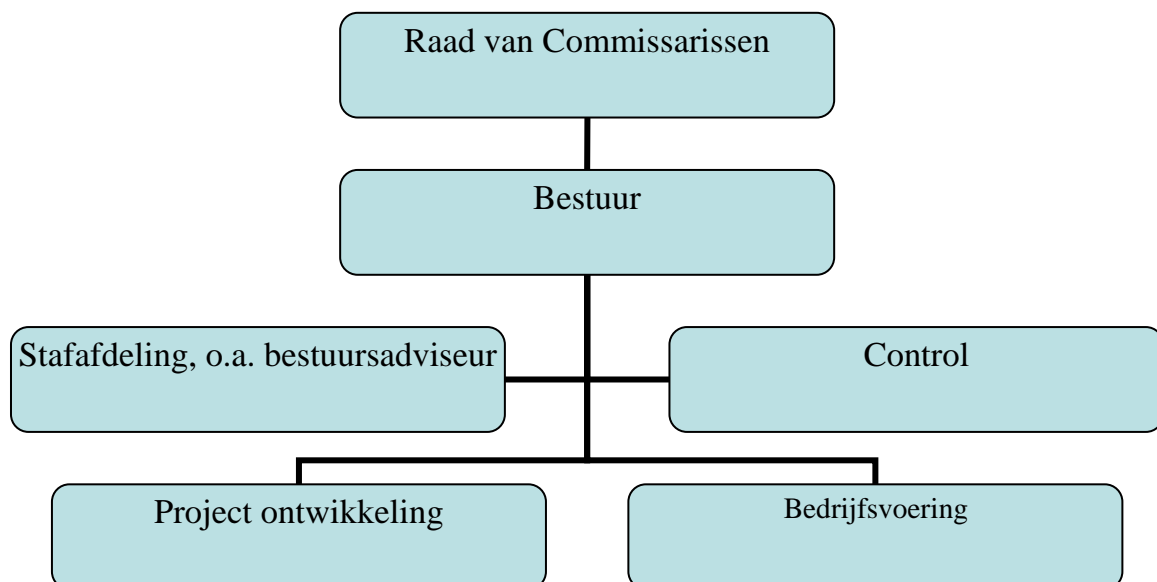 Raad van Commissarissen
Bestuur
Stafafdeling, o.a. bestuursadviseur
Control
Project ontwikkeling
Bedrijfsvoering